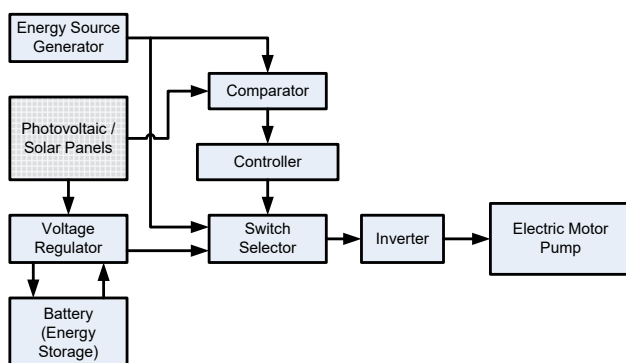 Energy Source
Generator
Comparator
Photovoltaic /
Solar Panels
Controller
Voltage
Regulator
Switch
Selector
Inverter
Electric Motor
Pump
Battery
(Energy
Storage)